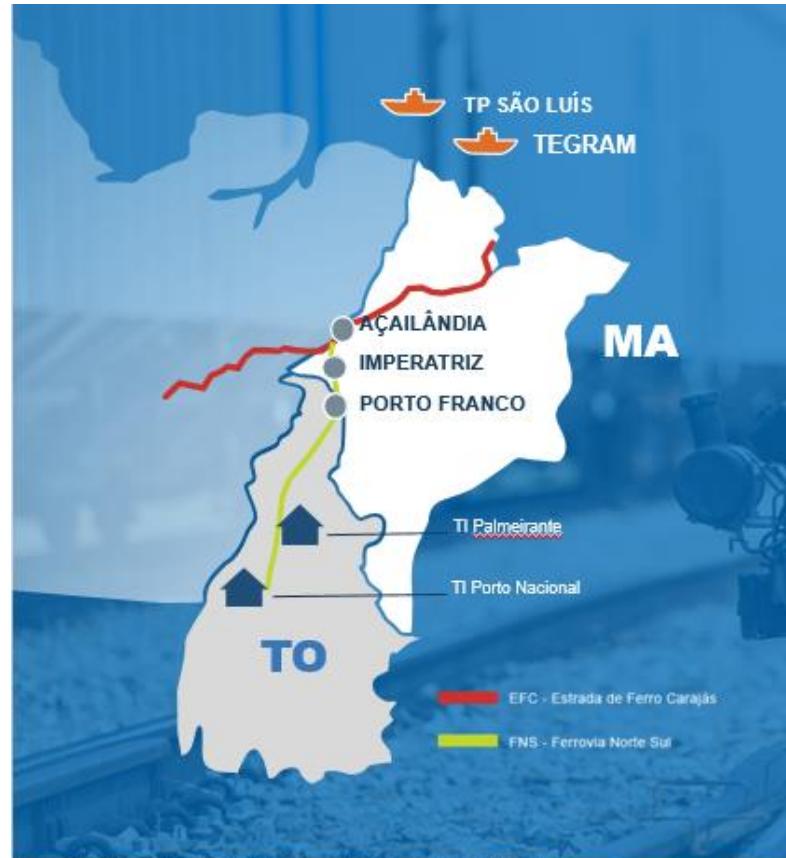 TP SÃO LUÍS
TEGRAM
AÇAILÂNDIA
MA
IMPERATRIZ
PORTO FRANCO
TI Palmeirante
TI Porto Nacional
TO
EFC - Estrada de Ferro Carajás
FNS - Ferrovia Norte Sul